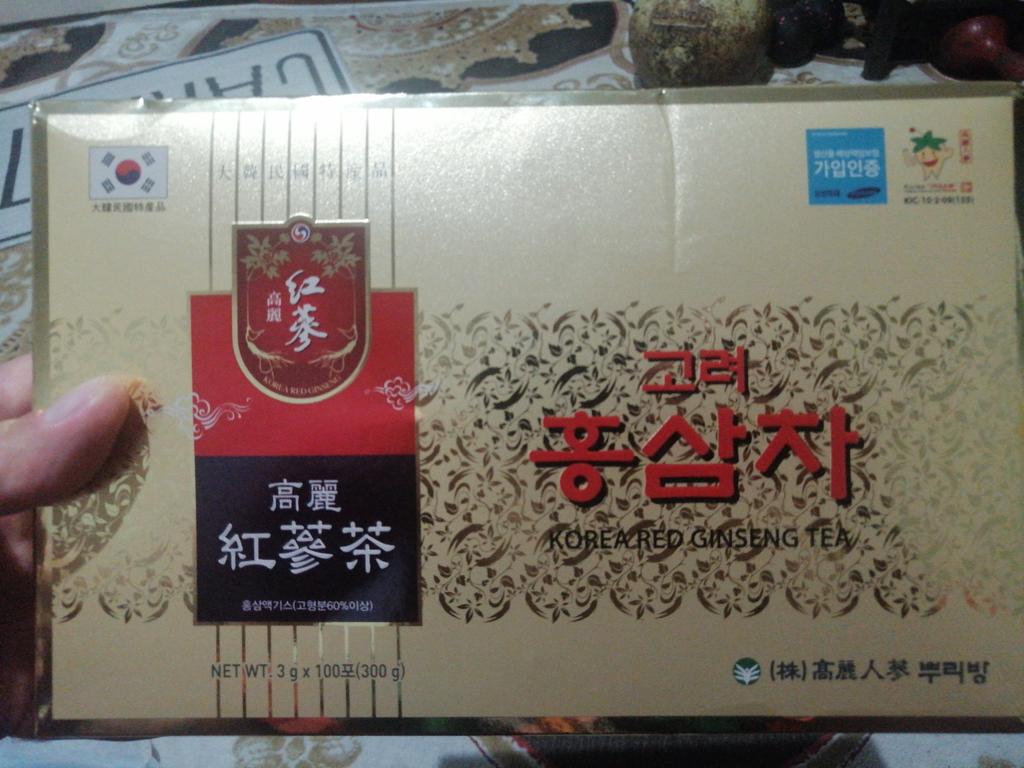 CAR
大韓民國特産品
大韓民國特産品
가입인증
KIC-10-2-09(155)
高麗
紅蔘
KOREA RED GINSENG
고려
홍삼차
KOREA RED GINSENG TEA
高麗
紅蔘茶
홍삼액기스(고형분60%이상)
NET WT. 3 g x 100포(300 g)
(株)高麗人蔘 뿌리방